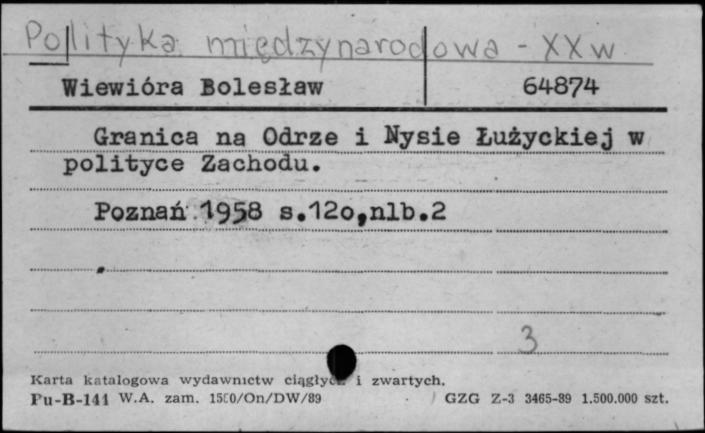 Polityka międzynarodowa - XX w
Wiewióra Bolesław 64874
Granica na Odrze i Nysie Łużyckiej w
polityce Zachodu.
Poznań 1958 s.12o,nlb.2
3
Karta katalogowa wydawnictw ciągłych i zwartych.
Pu-B-141 W.A. zam. 1500/On/DW/89 GZG Z-3 3465-89 1.500.000 szt.